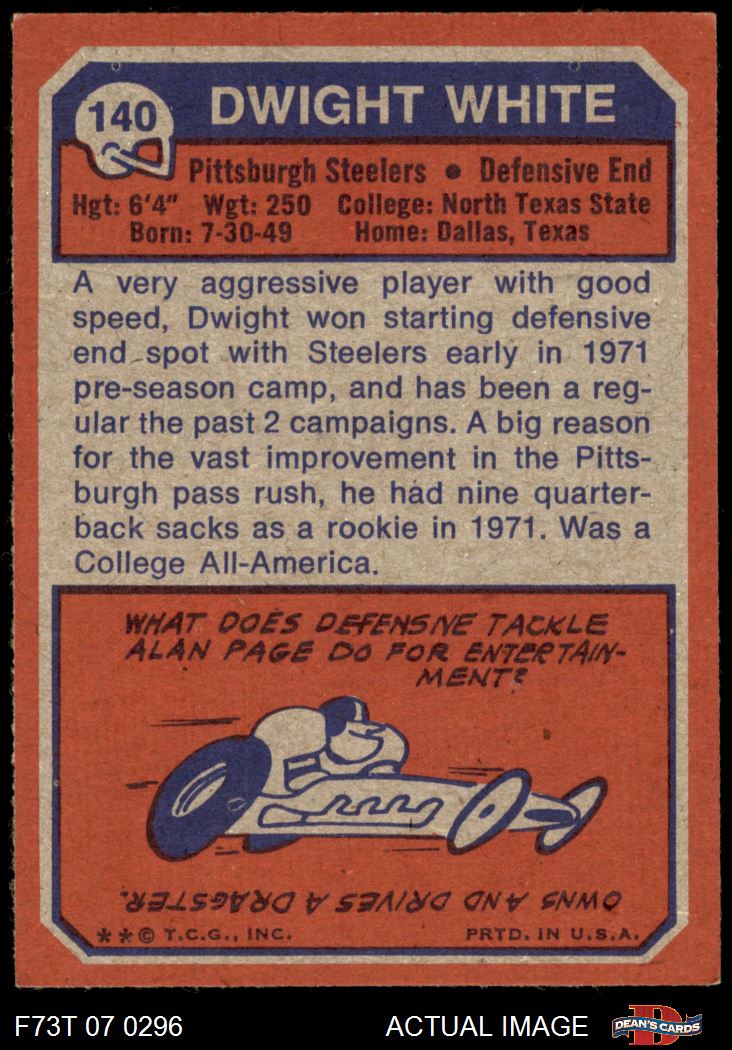 140
DWIGHT WHITE
Pittsburgh Steelers • Defensive End
Hgt: 6'4" Wgt: 250 College: North Texas State
Born: 7-30-49 Home: Dallas, Texas
A very aggressive player with good
speed, Dwight won starting defensive
end spot with Steelers early in 1971
pre-season camp, and has been a reg-
ular the past 2 campaigns. A big reason
for the vast improvement in the Pitts-
burgh pass rush, he had nine quarter-
back sacks as a rookie in 1971. Was a
College All-America.
WHAT DOES DEFENSIVE TACKLE
ALAN PAGE DO FOR ENTERTAIN-
MENT?
OWNS AND DRIVES A DRAGSTER.
**© T.C.G., INC. PRTD. IN U.S.A.
F73T 07 0296 ACTUAL IMAGE
DEAN'S CARDS